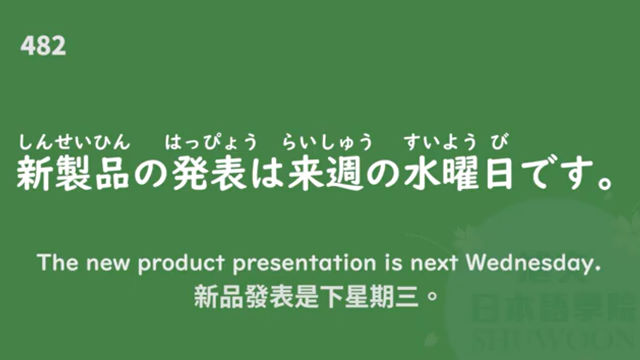 482
しんせいひん はっぴょう らいしゅう すいよう び
新製品の発表は来週の水曜日です。
The new product presentation is next Wednesday.
新品發表是下星期三。
日本語學院
SHUWOON